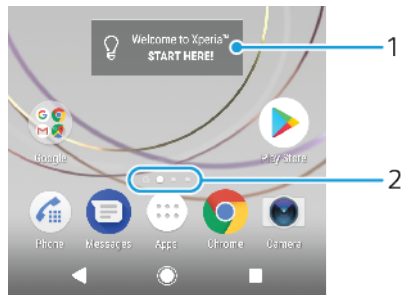 Welcome to Xperia™
START HERE!
1
Google
Play Store
2
Phone
Messages
Apps
Chrome
Camera